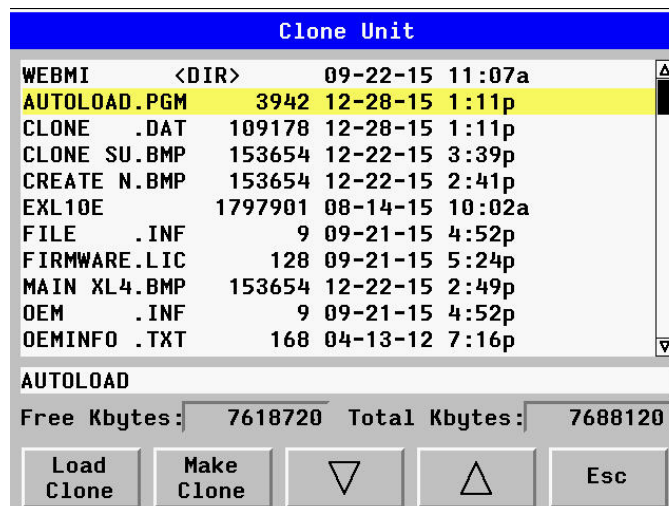 Clone Unit
WEBMI <DIR> 09-22-15 11:07a
AUTOLOAD.PGM 3942 12-28-15 1:11p
CLONE .DAT 109178 12-28-15 1:11p
CLONE SU.BMP 153654 12-22-15 3:39p
CREATE N.BMP 153654 12-22-15 2:41p
EXL10E 1797901 08-14-15 10:02a
FILE .INF 9 09-21-15 4:52p
FIRMWARE.LIC 128 09-21-15 5:24p
MAIN XL4.BMP 153654 12-22-15 2:49p
OEM .INF 9 09-21-15 4:52p
OEMINFO .TXT 168 04-13-12 7:16p
AUTOLOAD
Free Kbytes: 7618720 Total Kbytes: 7688120
Load
Clone
Make
Clone
Esc